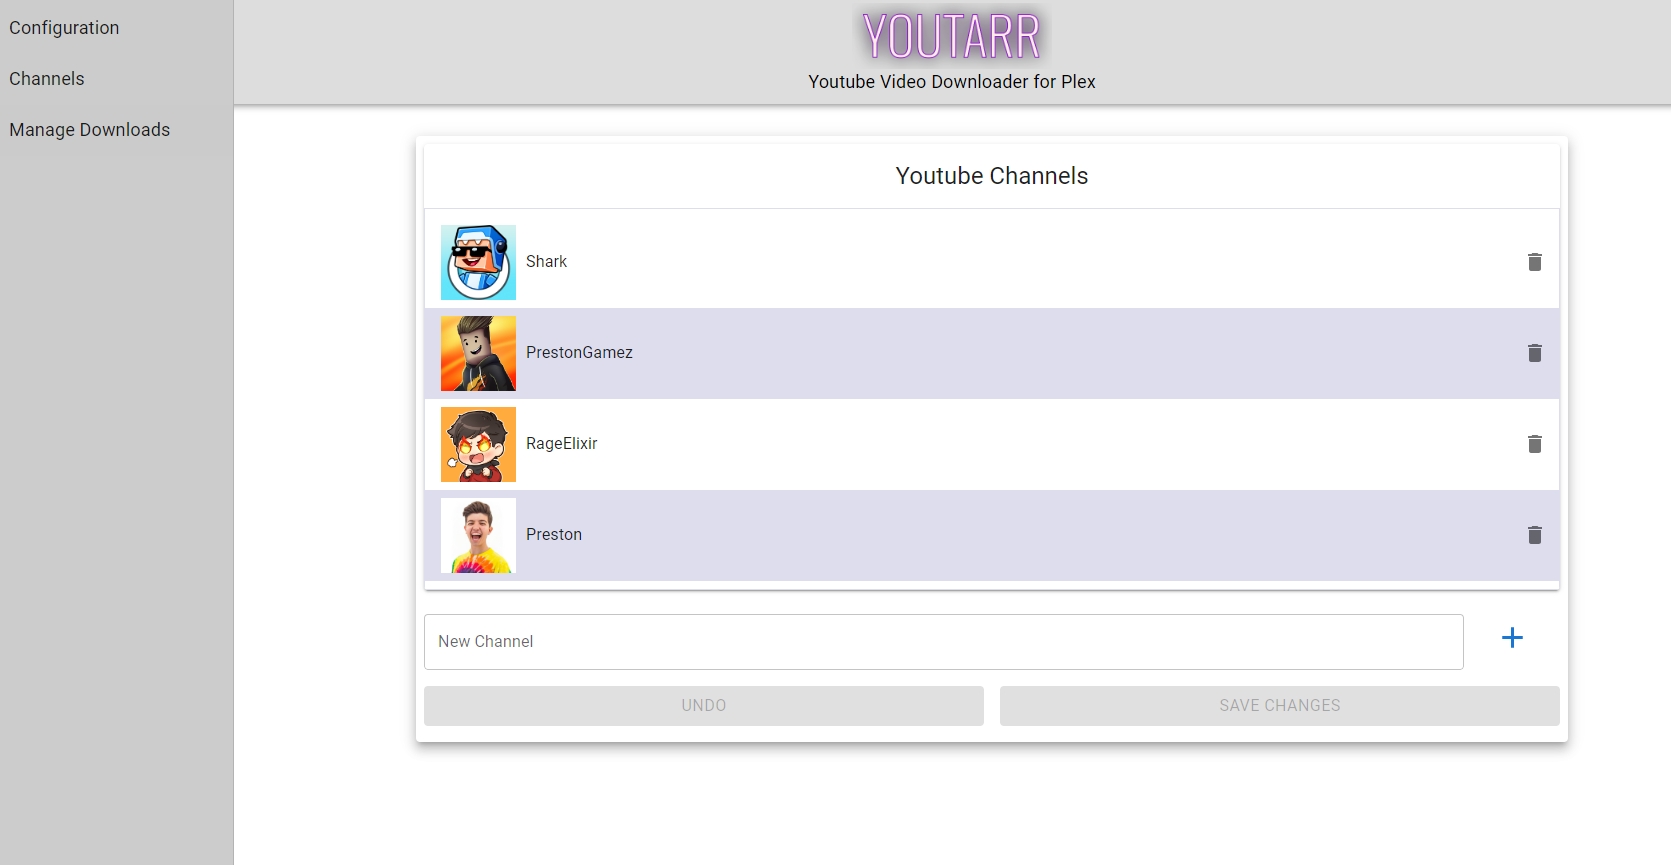 Configuration
Channels
Manage Downloads
YOUTARR
Youtube Video Downloader for Plex
Youtube Channels
Shark
PrestonGamez
RageElixir
Preston
New Channel
UNDO
SAVE CHANGES